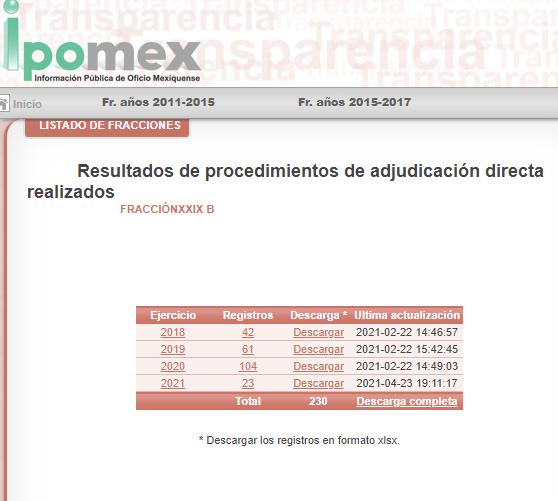 Transparencia
Transparencia
Transparencia
ipomex
Información Pública de Oficio Mexiquense
Inicio Fr. años 2011-2015 Fr. años 2015-2017
LISTADO DE FRACCIONES
Resultados de procedimientos de adjudicación directa
realizados
FRACCIÓNXXIX B
Ejercicio Registros Descarga * Ultima actualización
2018 42 Descargar 2021-02-22 14:46:57
2019 61 Descargar 2021-02-22 15:42:45
2020 104 Descargar 2021-02-22 14:49:03
2021 23 Descargar 2021-04-23 19:11:17
Total 230 Descarga completa
* Descargar los registros en formato xlsx.